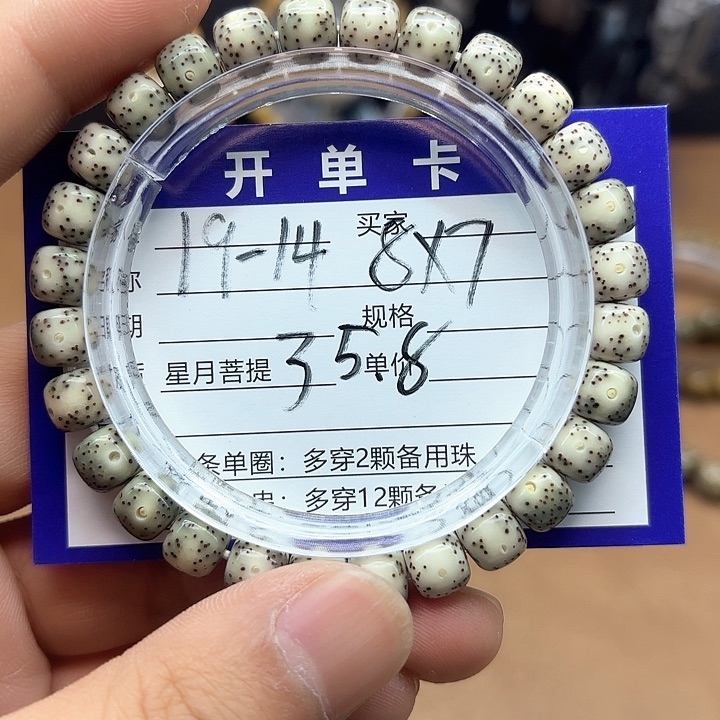 开单卡
买家
19-14 8X7
规格
星月菩提 35.8 单价
条单圈：多穿2颗备用珠
多穿12颗备